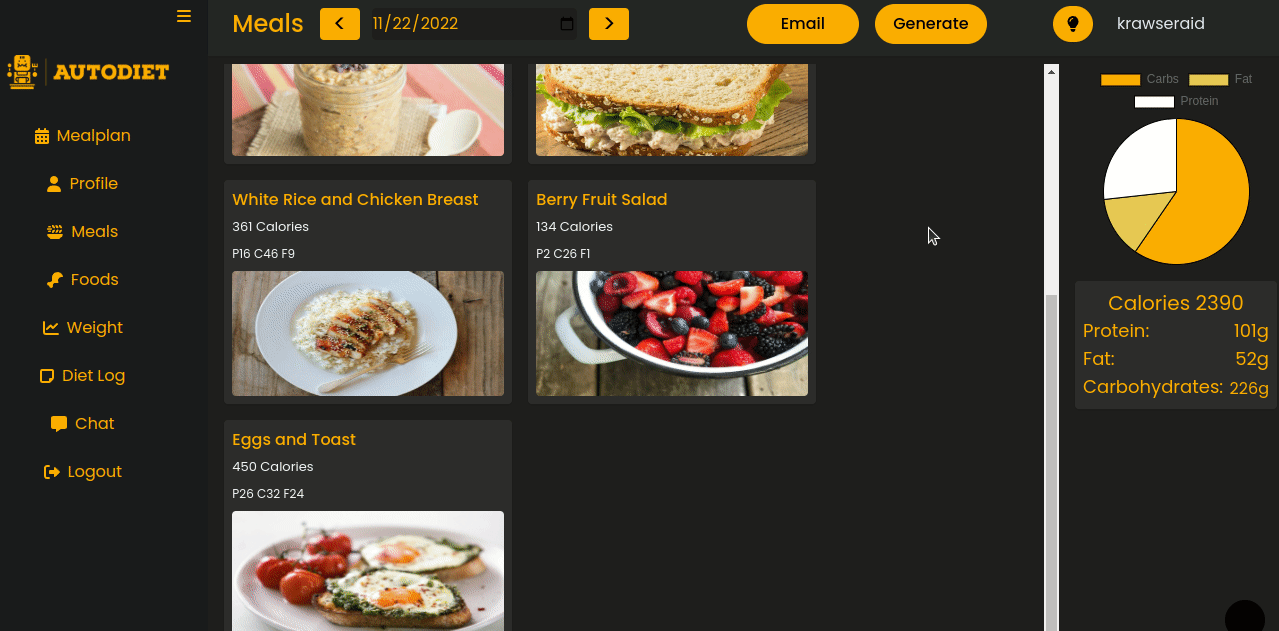 Meals
11/22/2022
Email
Generate
krawseraid
AUTODIET
Mealplan
Profile
Meals
Foods
Weight
Diet Log
Chat
Logout
White Rice and Chicken Breast
361 Calories
P16 C46 F9
Berry Fruit Salad
134 Calories
P2 C26 F1
Eggs and Toast
450 Calories
P26 C32 F24
Carbs
Fat
Protein
Calories 2390
Protein: 101g
Fat: 52g
Carbohydrates: 226g